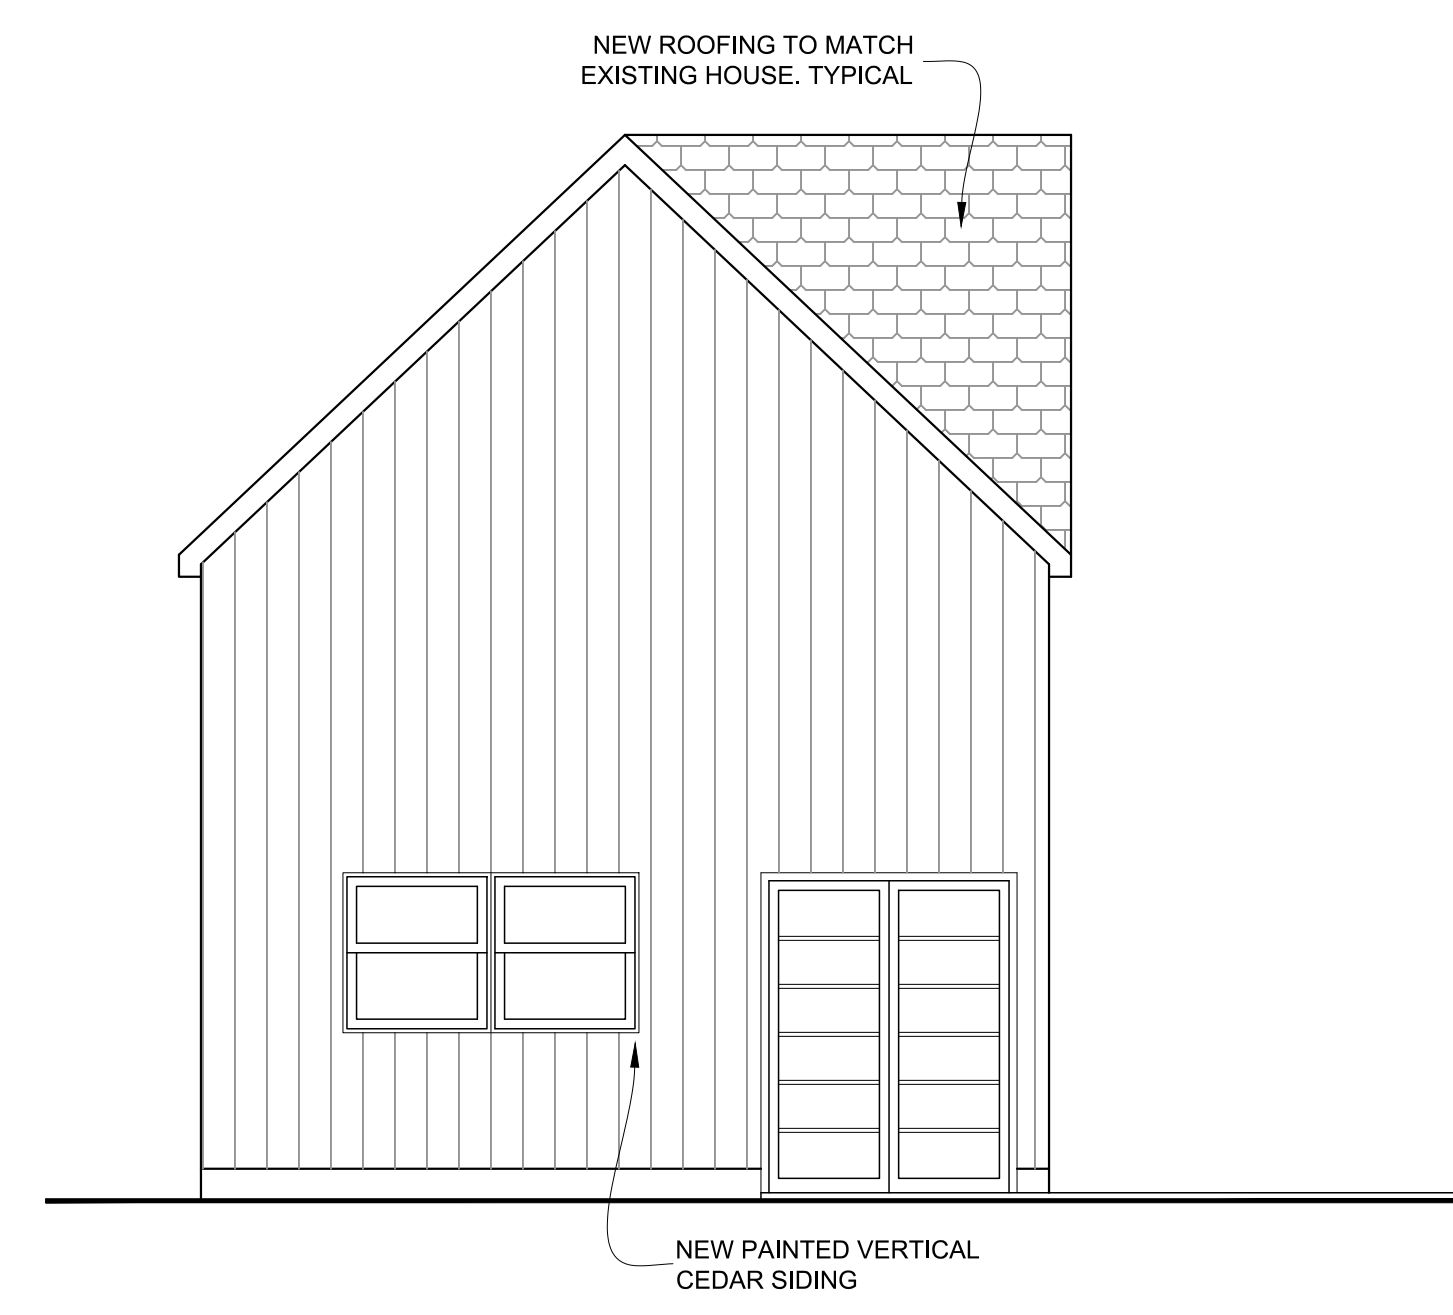 NEW ROOFING TO MATCH
EXISTING HOUSE. TYPICAL
NEW PAINTED VERTICAL
CEDAR SIDING